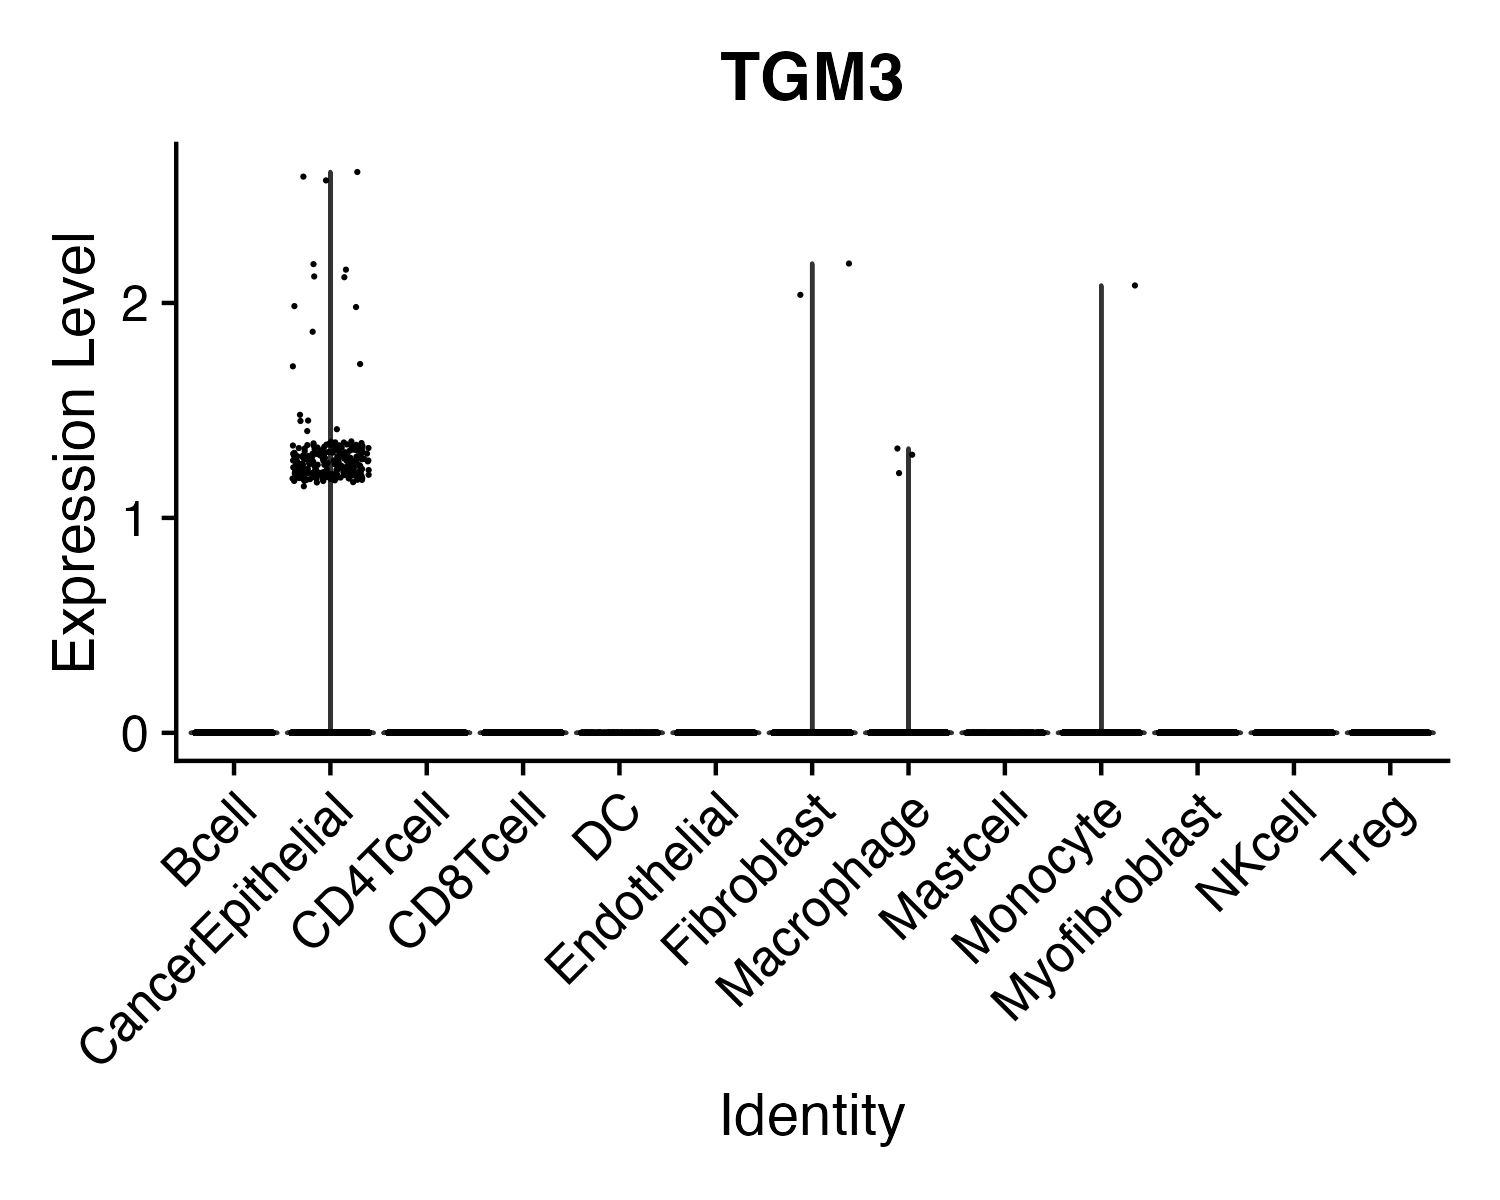 TGM3
Expression Level
2
1
0
Bcell
CancerEpithelial
CD4Tcell
CD8Tcell
DC
Endothelial
Fibroblast
Macrophage
Mastcell
Monocyte
Myofibroblast
NKcell
Treg
Identity